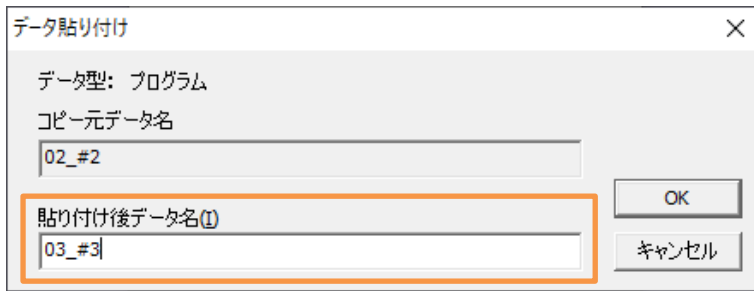 データ貼り付け
データ型: プログラム
コピー元データ名
02_#2
貼り付け後データ名(I)
03_#3
OK
キャンセル